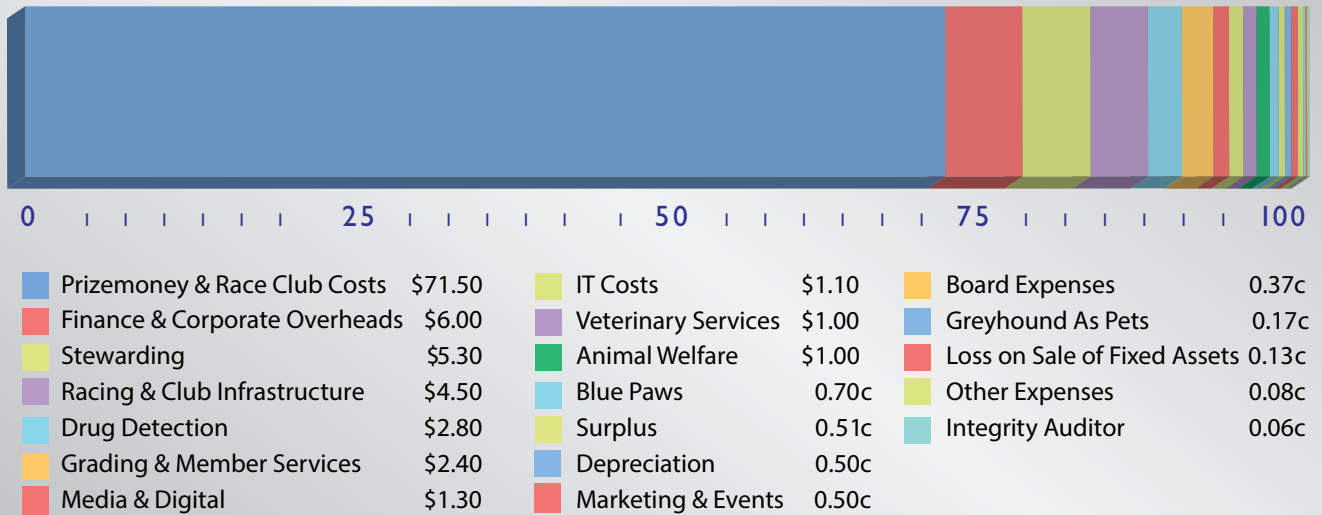 0 25 50 75 100
Prizemoney & Race Club Costs $71.50
Finance & Corporate Overheads $6.00
Stewarding $5.30
Racing & Club Infrastructure $4.50
Drug Detection $2.80
Grading & Member Services $2.40
Media & Digital $1.30
IT Costs $1.10
Veterinary Services $1.00
Animal Welfare $1.00
Blue Paws 0.70c
Surplus 0.51c
Depreciation 0.50c
Marketing & Events 0.50c
Board Expenses 0.37c
Greyhound As Pets 0.17c
Loss on Sale of Fixed Assets 0.13c
Other Expenses 0.08c
Integrity Auditor 0.06c